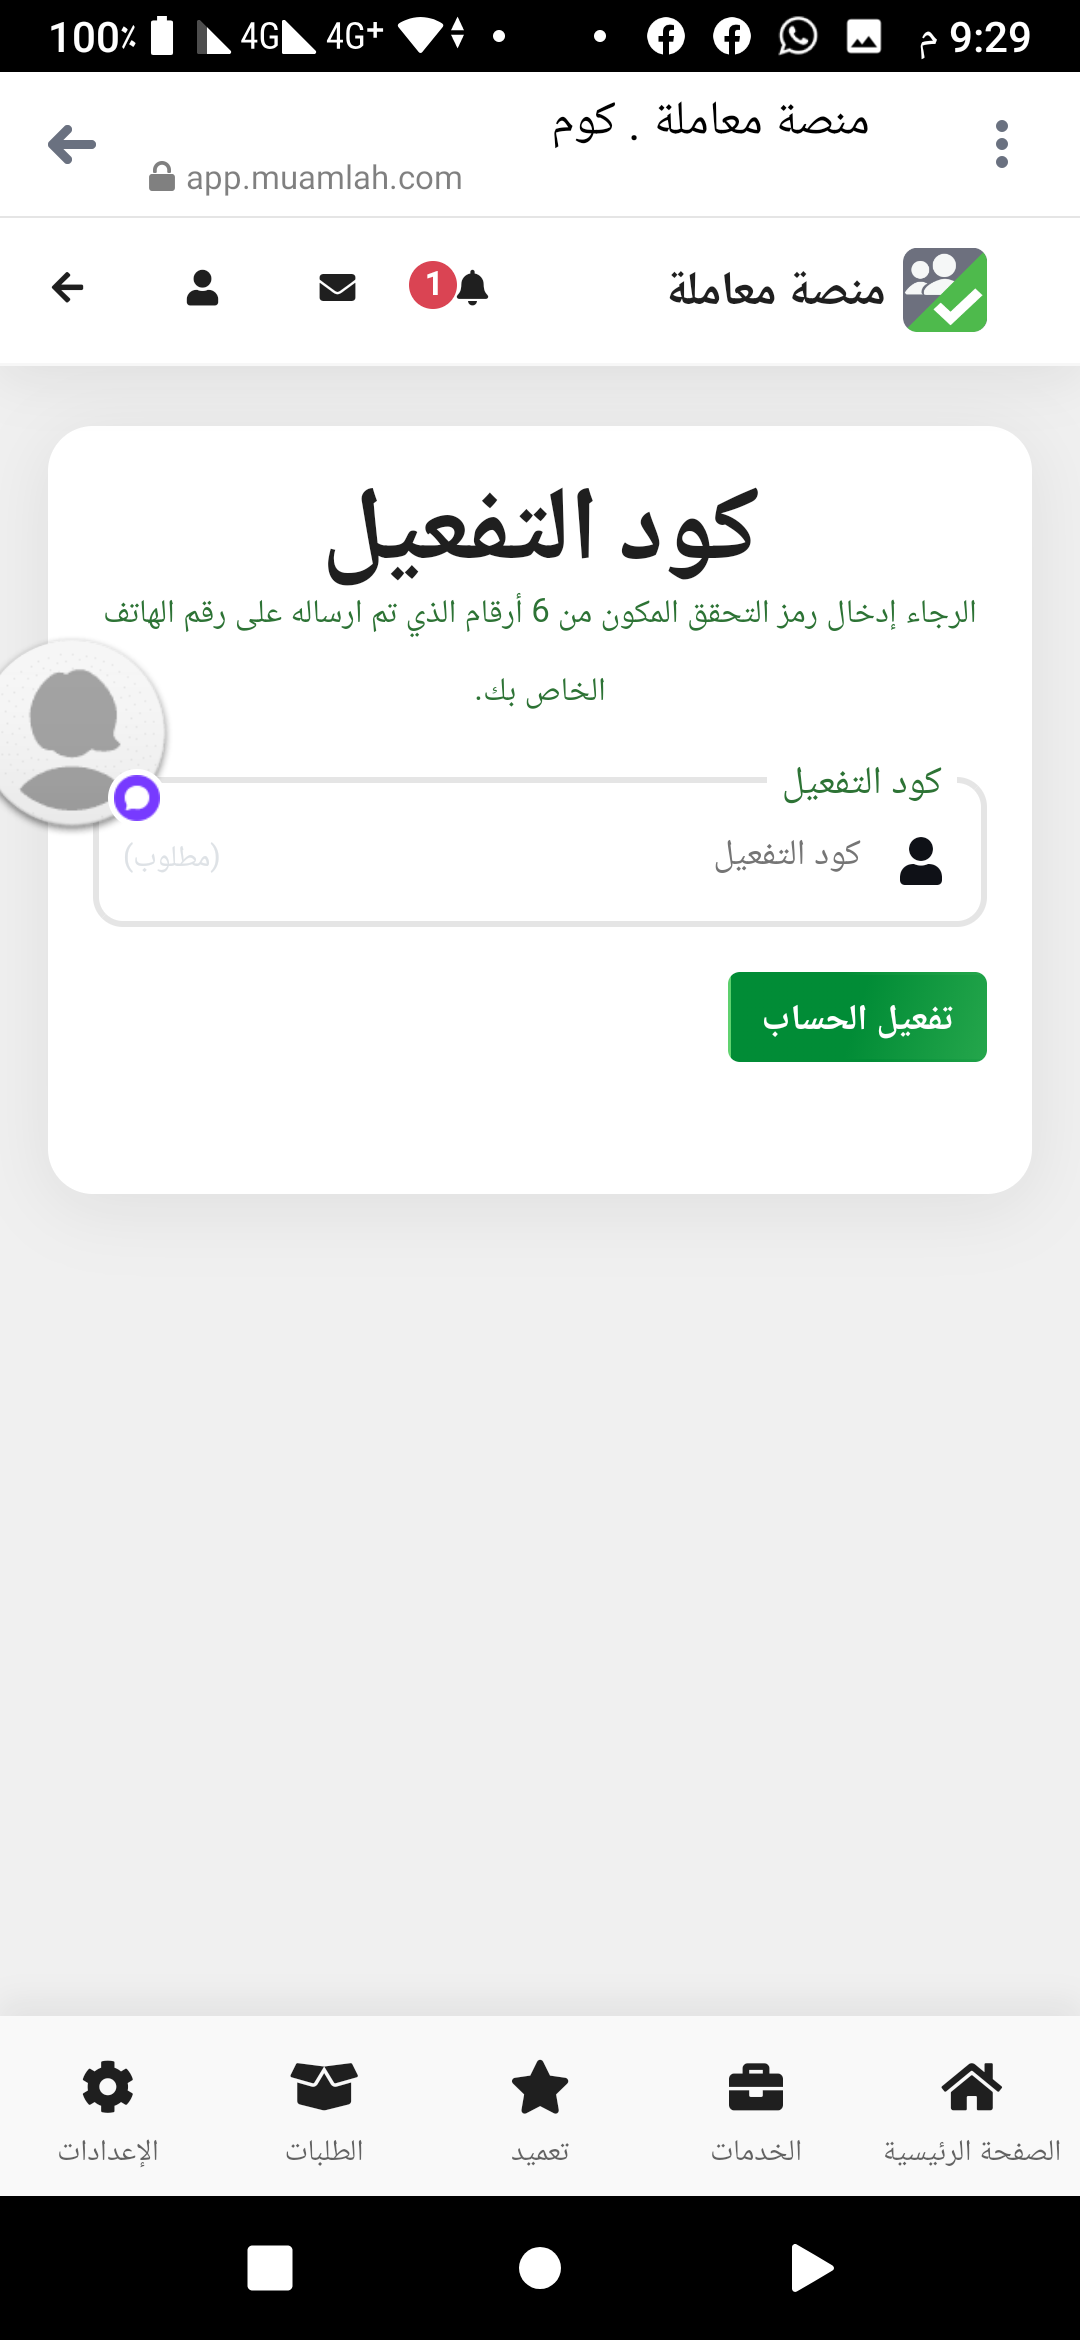 100٪ 4G 4G+ 9:29 م
منصة معاملة . كوم
app.muamlah.com
منصة معاملة
1
كود التفعيل
الرجاء إدخال رمز التحقق المكون من 6 أرقام الذي تم ارساله على رقم الهاتف
الخاص بك.
كود التفعيل
كود التفعيل (مطلوب)
تفعيل الحساب
الصفحة الرئيسية الخدمات تعميد الطلبات الإعدادات